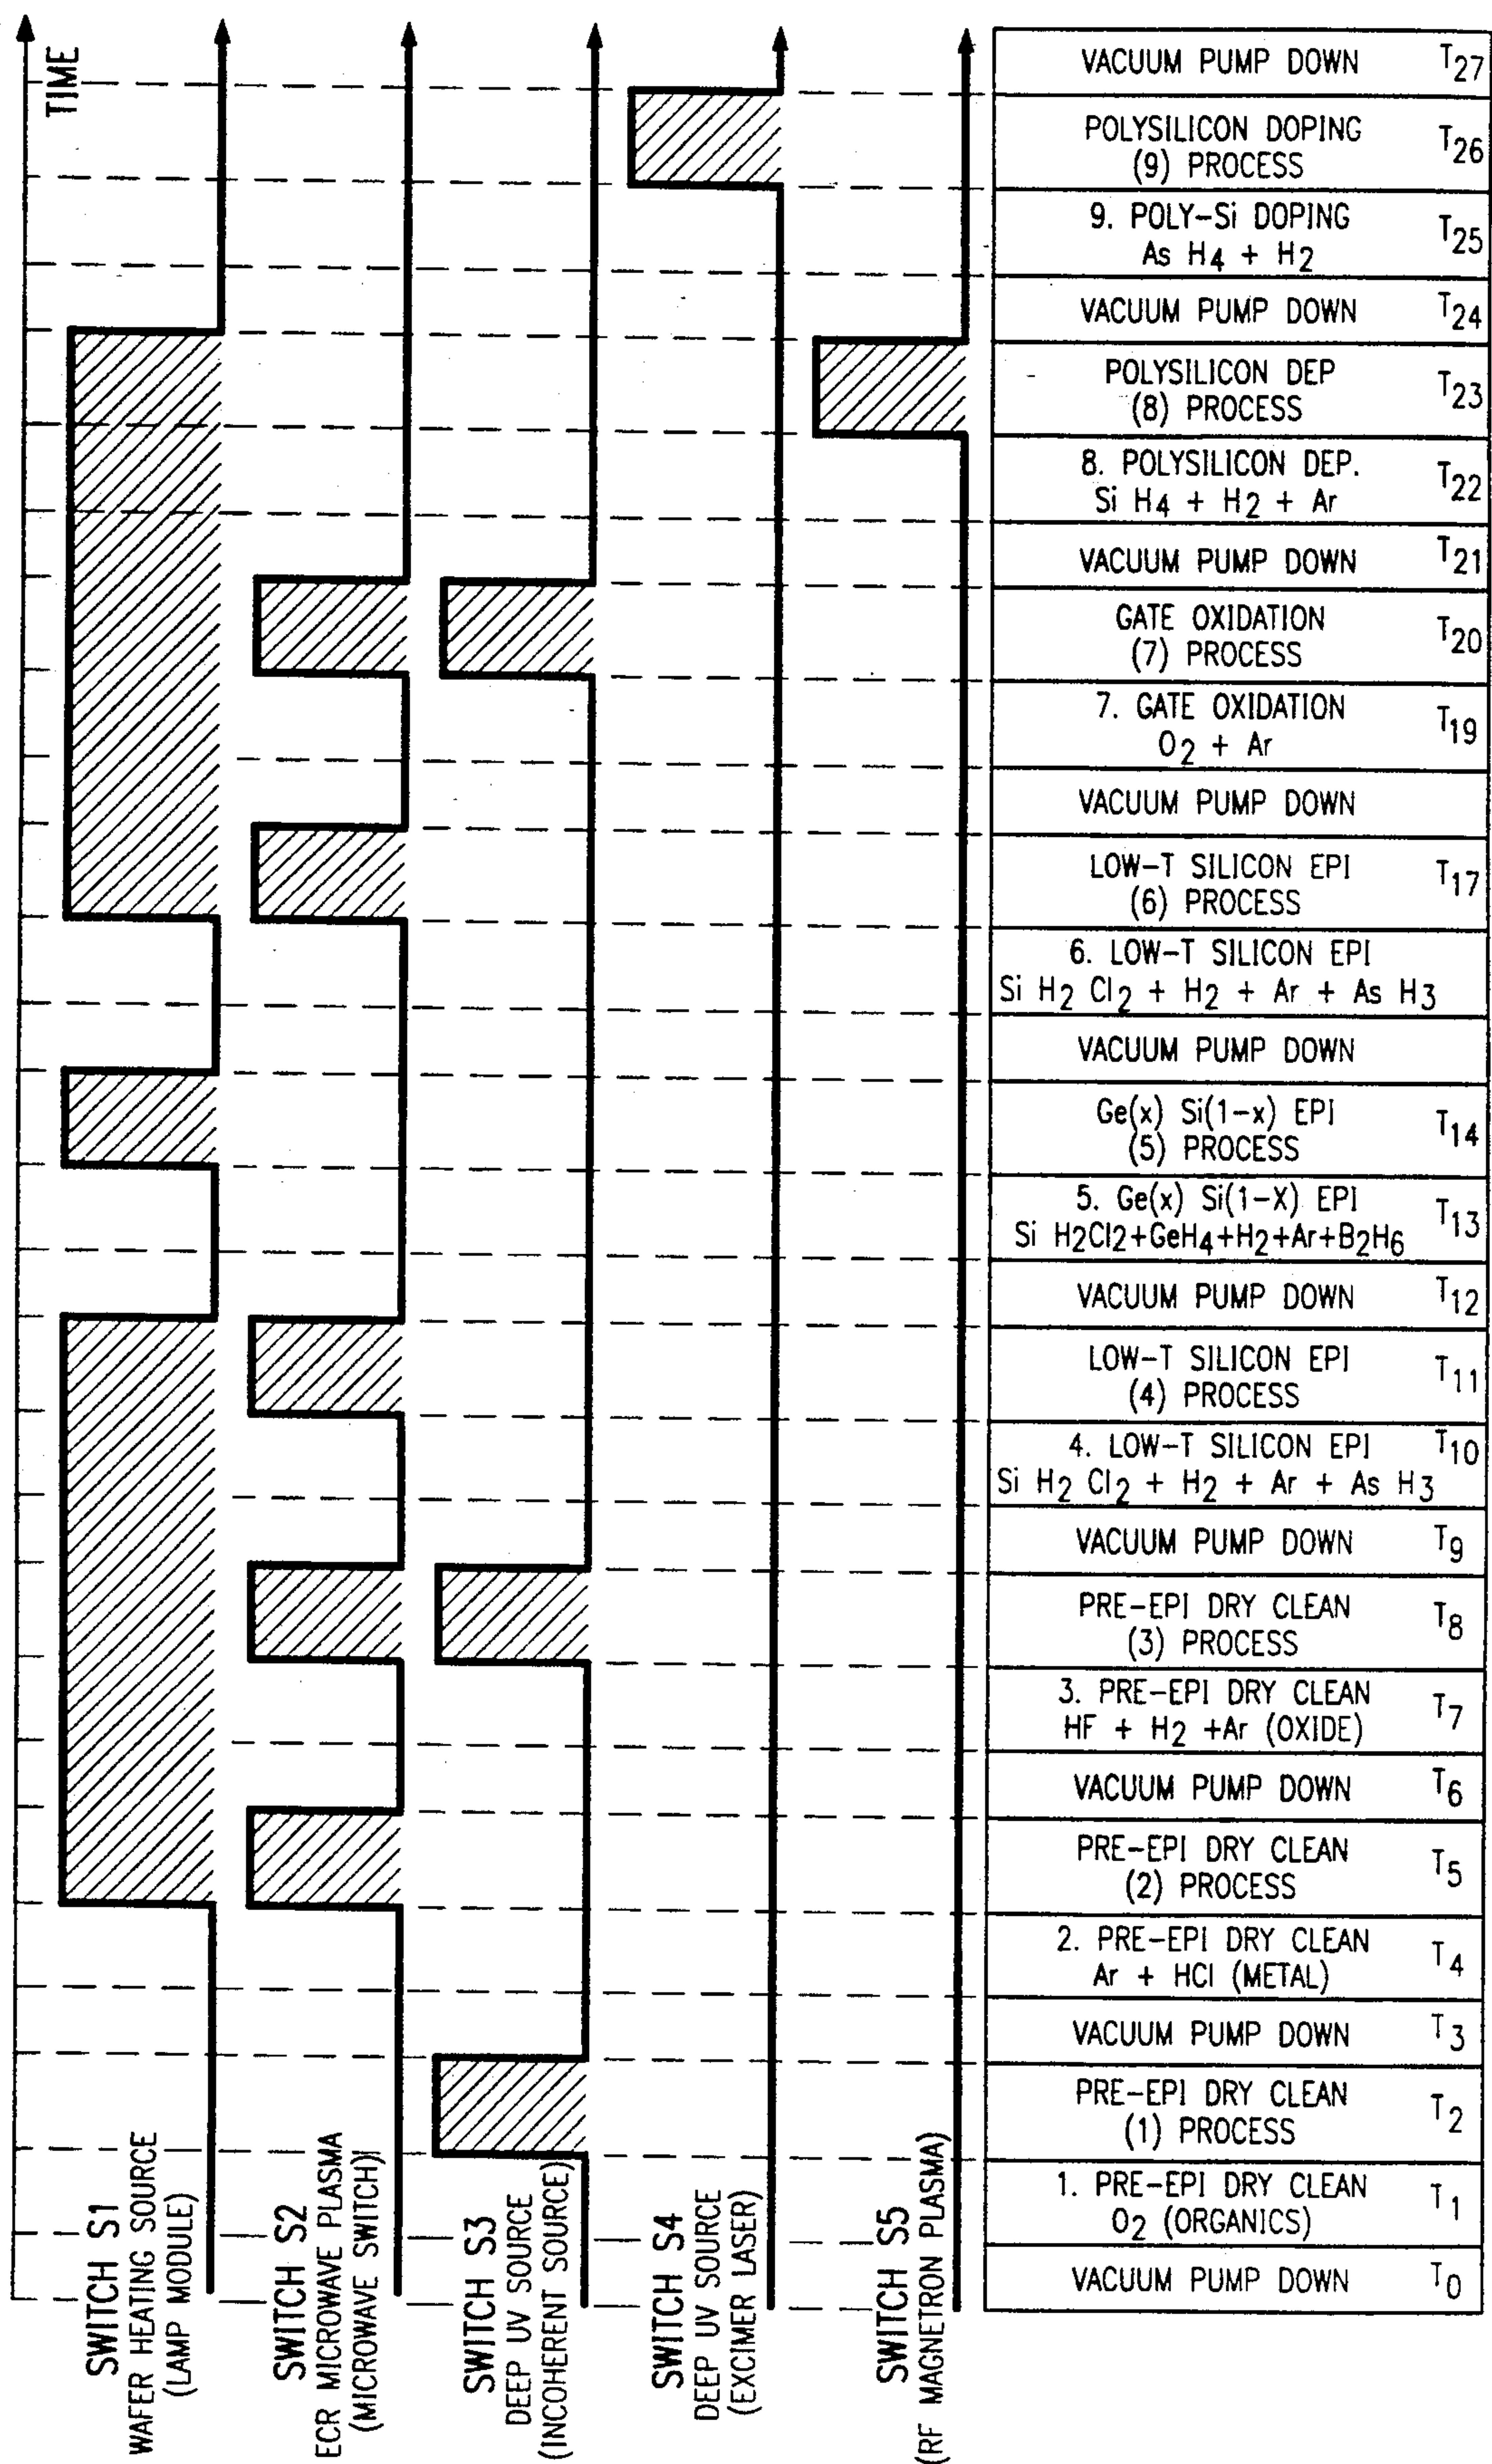 TIME
SWITCH S1
WAFER HEATING SOURCE
(LAMP MODULE)
SWITCH S2
ECR MICROWAVE PLASMA
(MICROWAVE SWITCH)
SWITCH S3
DEEP UV SOURCE
(INCOHERENT SOURCE)
SWITCH S4
DEEP UV SOURCE
(EXCIMER LASER)
SWITCH S5
(RF MAGNETRON PLASMA)
VACUUM PUMP DOWN T27
POLYSILICON DOPING
(9) PROCESS T26
9. POLY-Si DOPING
As H4 + H2 T25
VACUUM PUMP DOWN T24
POLYSILICON DEP
(8) PROCESS T23
8. POLYSILICON DEP.
Si H4 + H2 + Ar T22
VACUUM PUMP DOWN T21
GATE OXIDATION
(7) PROCESS T20
7. GATE OXIDATION
O2 + Ar T19
VACUUM PUMP DOWN
LOW-T SILICON EPI
(6) PROCESS T17
6. LOW-T SILICON EPI
Si H2 Cl2 + H2 + Ar + As H3
VACUUM PUMP DOWN
Ge(x) Si(1-x) EPI
(5) PROCESS T14
5. Ge(x) Si(1-X) EPI
Si H2Cl2+GeH4+H2+Ar+B2H6 T13
VACUUM PUMP DOWN T12
LOW-T SILICON EPI
(4) PROCESS T11
4. LOW-T SILICON EPI T10
Si H2 Cl2 + H2 + Ar + As H3
VACUUM PUMP DOWN T9
PRE-EPI DRY CLEAN
(3) PROCESS T8
3. PRE-EPI DRY CLEAN
HF + H2 +Ar (OXIDE) T7
VACUUM PUMP DOWN T6
PRE-EPI DRY CLEAN
(2) PROCESS T5
2. PRE-EPI DRY CLEAN
Ar + HCl (METAL) T4
VACUUM PUMP DOWN T3
PRE-EPI DRY CLEAN
(1) PROCESS T2
1. PRE-EPI DRY CLEAN
O2 (ORGANICS) T1
VACUUM PUMP DOWN T0